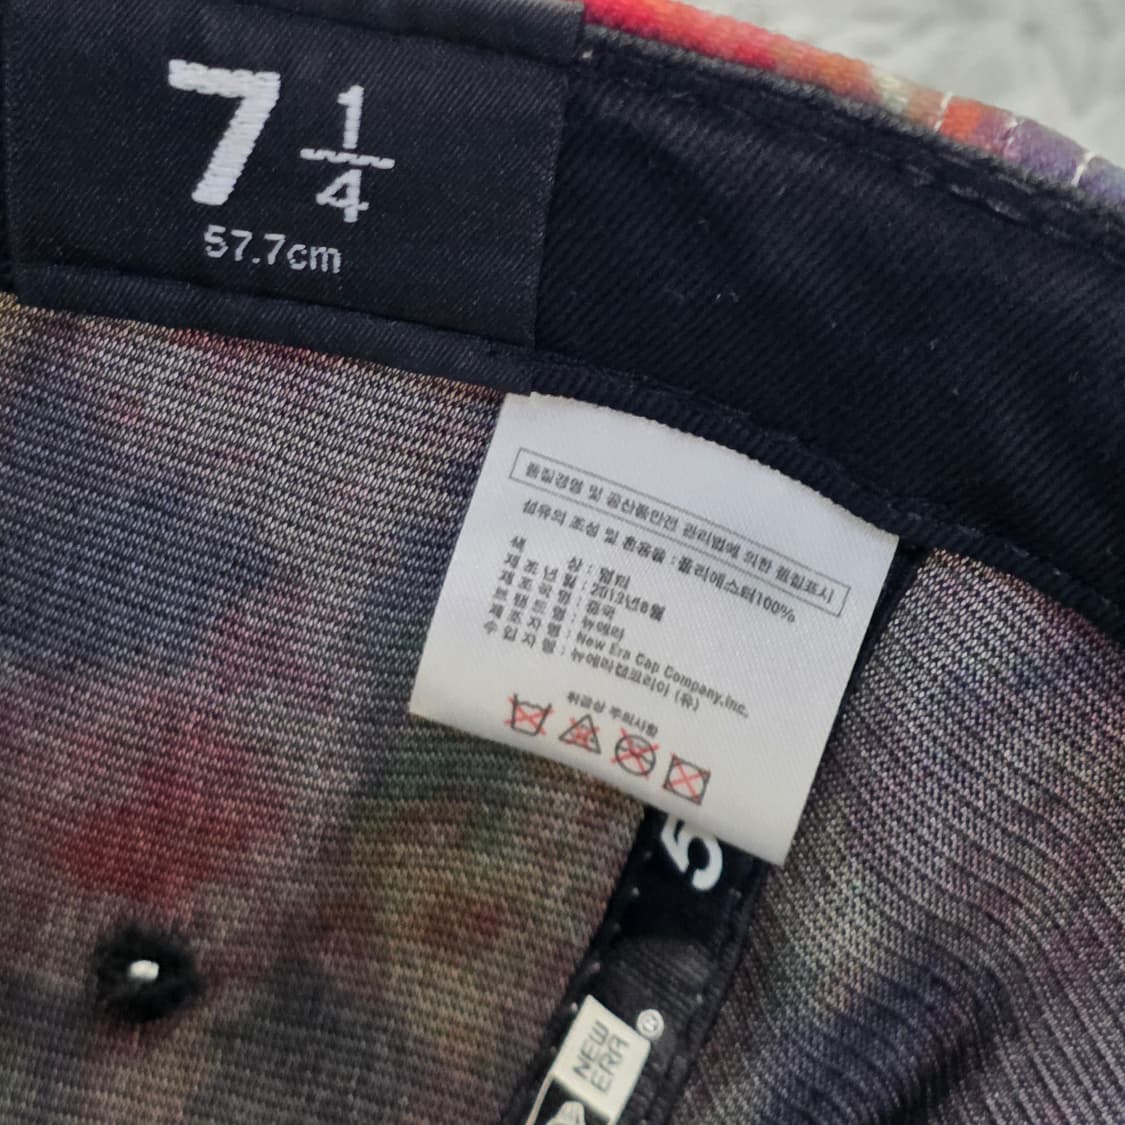 7 1/4
57.7cm
품질경영 및 공산품안전 관리법에 의한 품질표시
섬유의 조성 및 혼용율 : 폴리에스터100%
색 상 : 멀티
제 조 년 월 : 2012년8월
제 조 국 명 : 중국
브 랜 드 명 : 뉴에라
제 조 자 명 : New Era Cap Company,Inc.
수 입 자 명 : 뉴에라캡코리아 (유)
취급상 주의사항
5
NEW
ERA